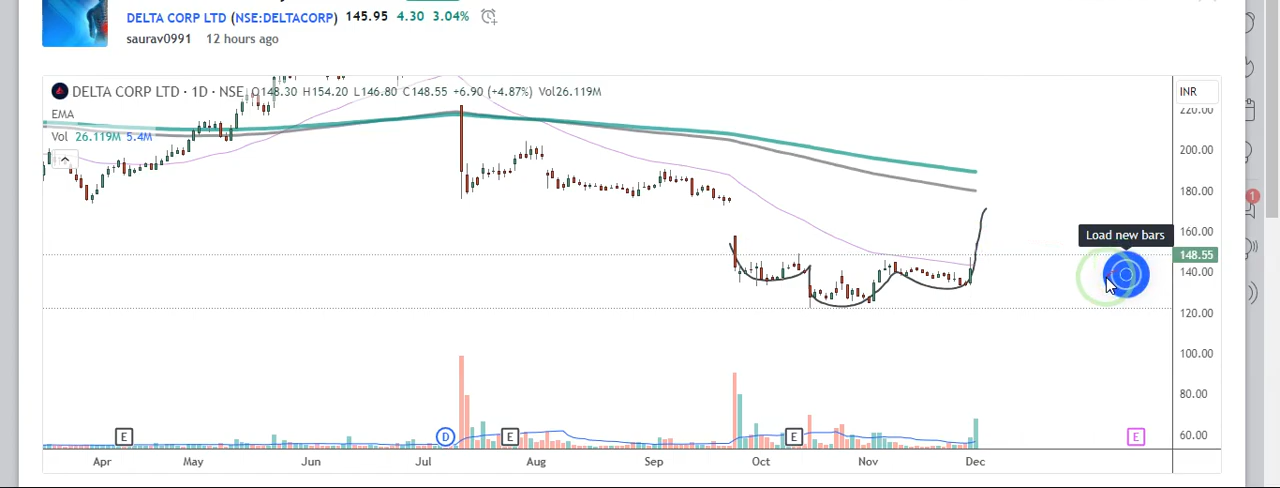 DELTA CORP LTD (NSE:DELTACORP) 145.95 4.30 3.04%
saurav0991 12 hours ago
DELTA CORP LTD · 1D · NSE O148.30 H154.20 L146.80 C148.55 +6.90 (+4.87%) Vol26.119M
INR
EMA
Vol 26.119M 5.4M
220.00
200.00
180.00
160.00
Load new bars
148.55
140.00
120.00
100.00
80.00
60.00
E D E E E
Apr May Jun Jul Aug Sep Oct Nov Dec
1